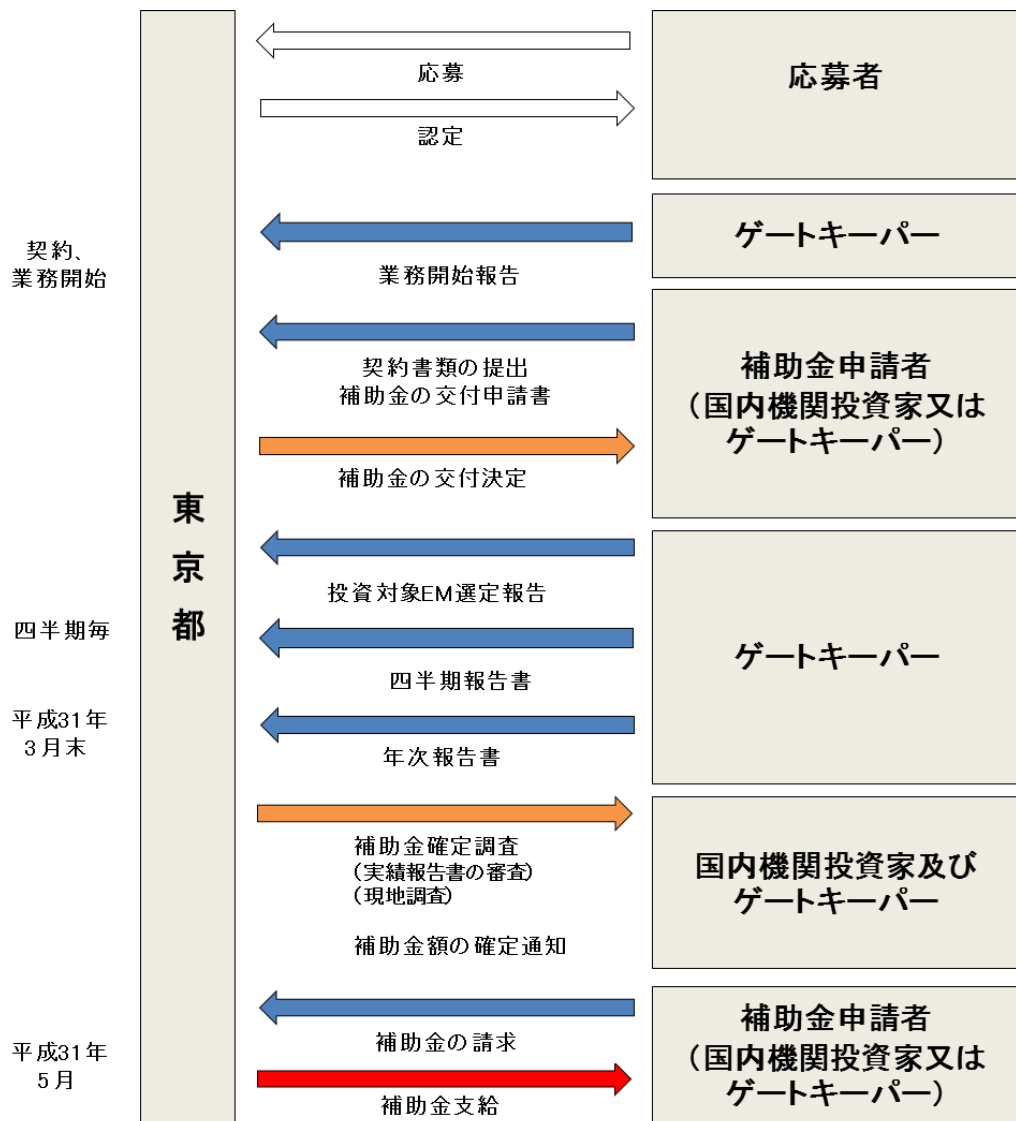 応募
認定
応募者
契約、
業務開始
業務開始報告
ゲートキーパー
契約書類の提出
補助金の交付申請書
補助金の交付決定
補助金申請者
(国内機関投資家又は
ゲートキーパー)
東
京
都
投資対象EM選定報告
四半期毎
四半期報告書
平成31年
3月末
年次報告書
ゲートキーパー
補助金確定調査
(実績報告書の審査)
(現地調査)
補助金額の確定通知
国内機関投資家及び
ゲートキーパー
補助金の請求
平成31年
5月
補助金支給
補助金申請者
(国内機関投資家又は
ゲートキーパー)